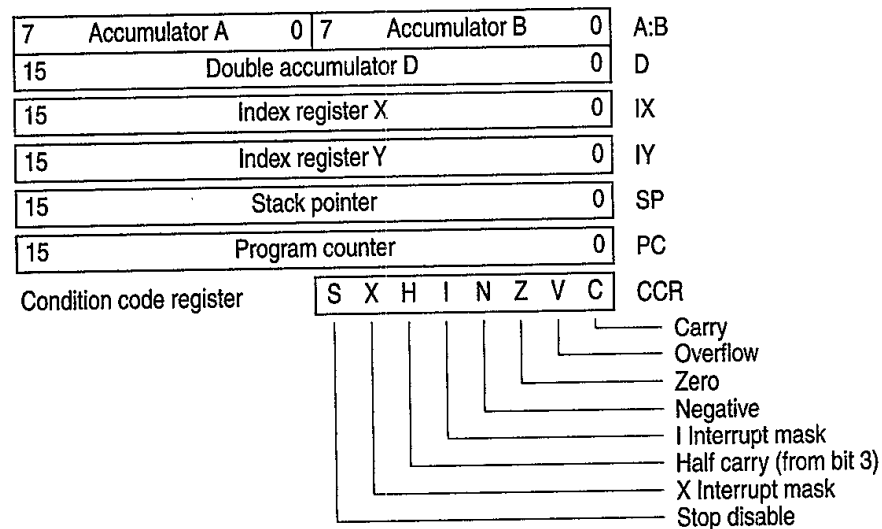 7 Accumulator A 0 7 Accumulator B 0 A:B
15 Double accumulator D 0 D
15 Index register X 0 IX
15 Index register Y 0 IY
15 Stack pointer 0 SP
15 Program counter 0 PC
Condition code register S X H I N Z V C CCR
Carry
Overflow
Zero
Negative
I Interrupt mask
Half carry (from bit 3)
X Interrupt mask
Stop disable